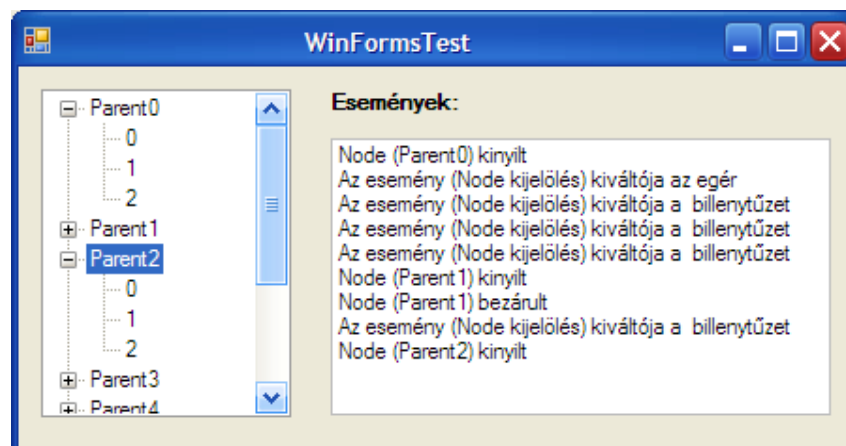 WinFormsTest
Parent0
0
1
2
Parent1
Parent2
0
1
2
Parent3
Parent4
Események:
Node (Parent0) kinyilt
Az esemény (Node kijelölés) kiváltója az egér
Az esemény (Node kijelölés) kiváltója a  billenytűzet
Az esemény (Node kijelölés) kiváltója a  billenytűzet
Az esemény (Node kijelölés) kiváltója a  billenytűzet
Node (Parent1) kinyilt
Node (Parent1) bezárult
Az esemény (Node kijelölés) kiváltója a  billenytűzet
Node (Parent2) kinyilt